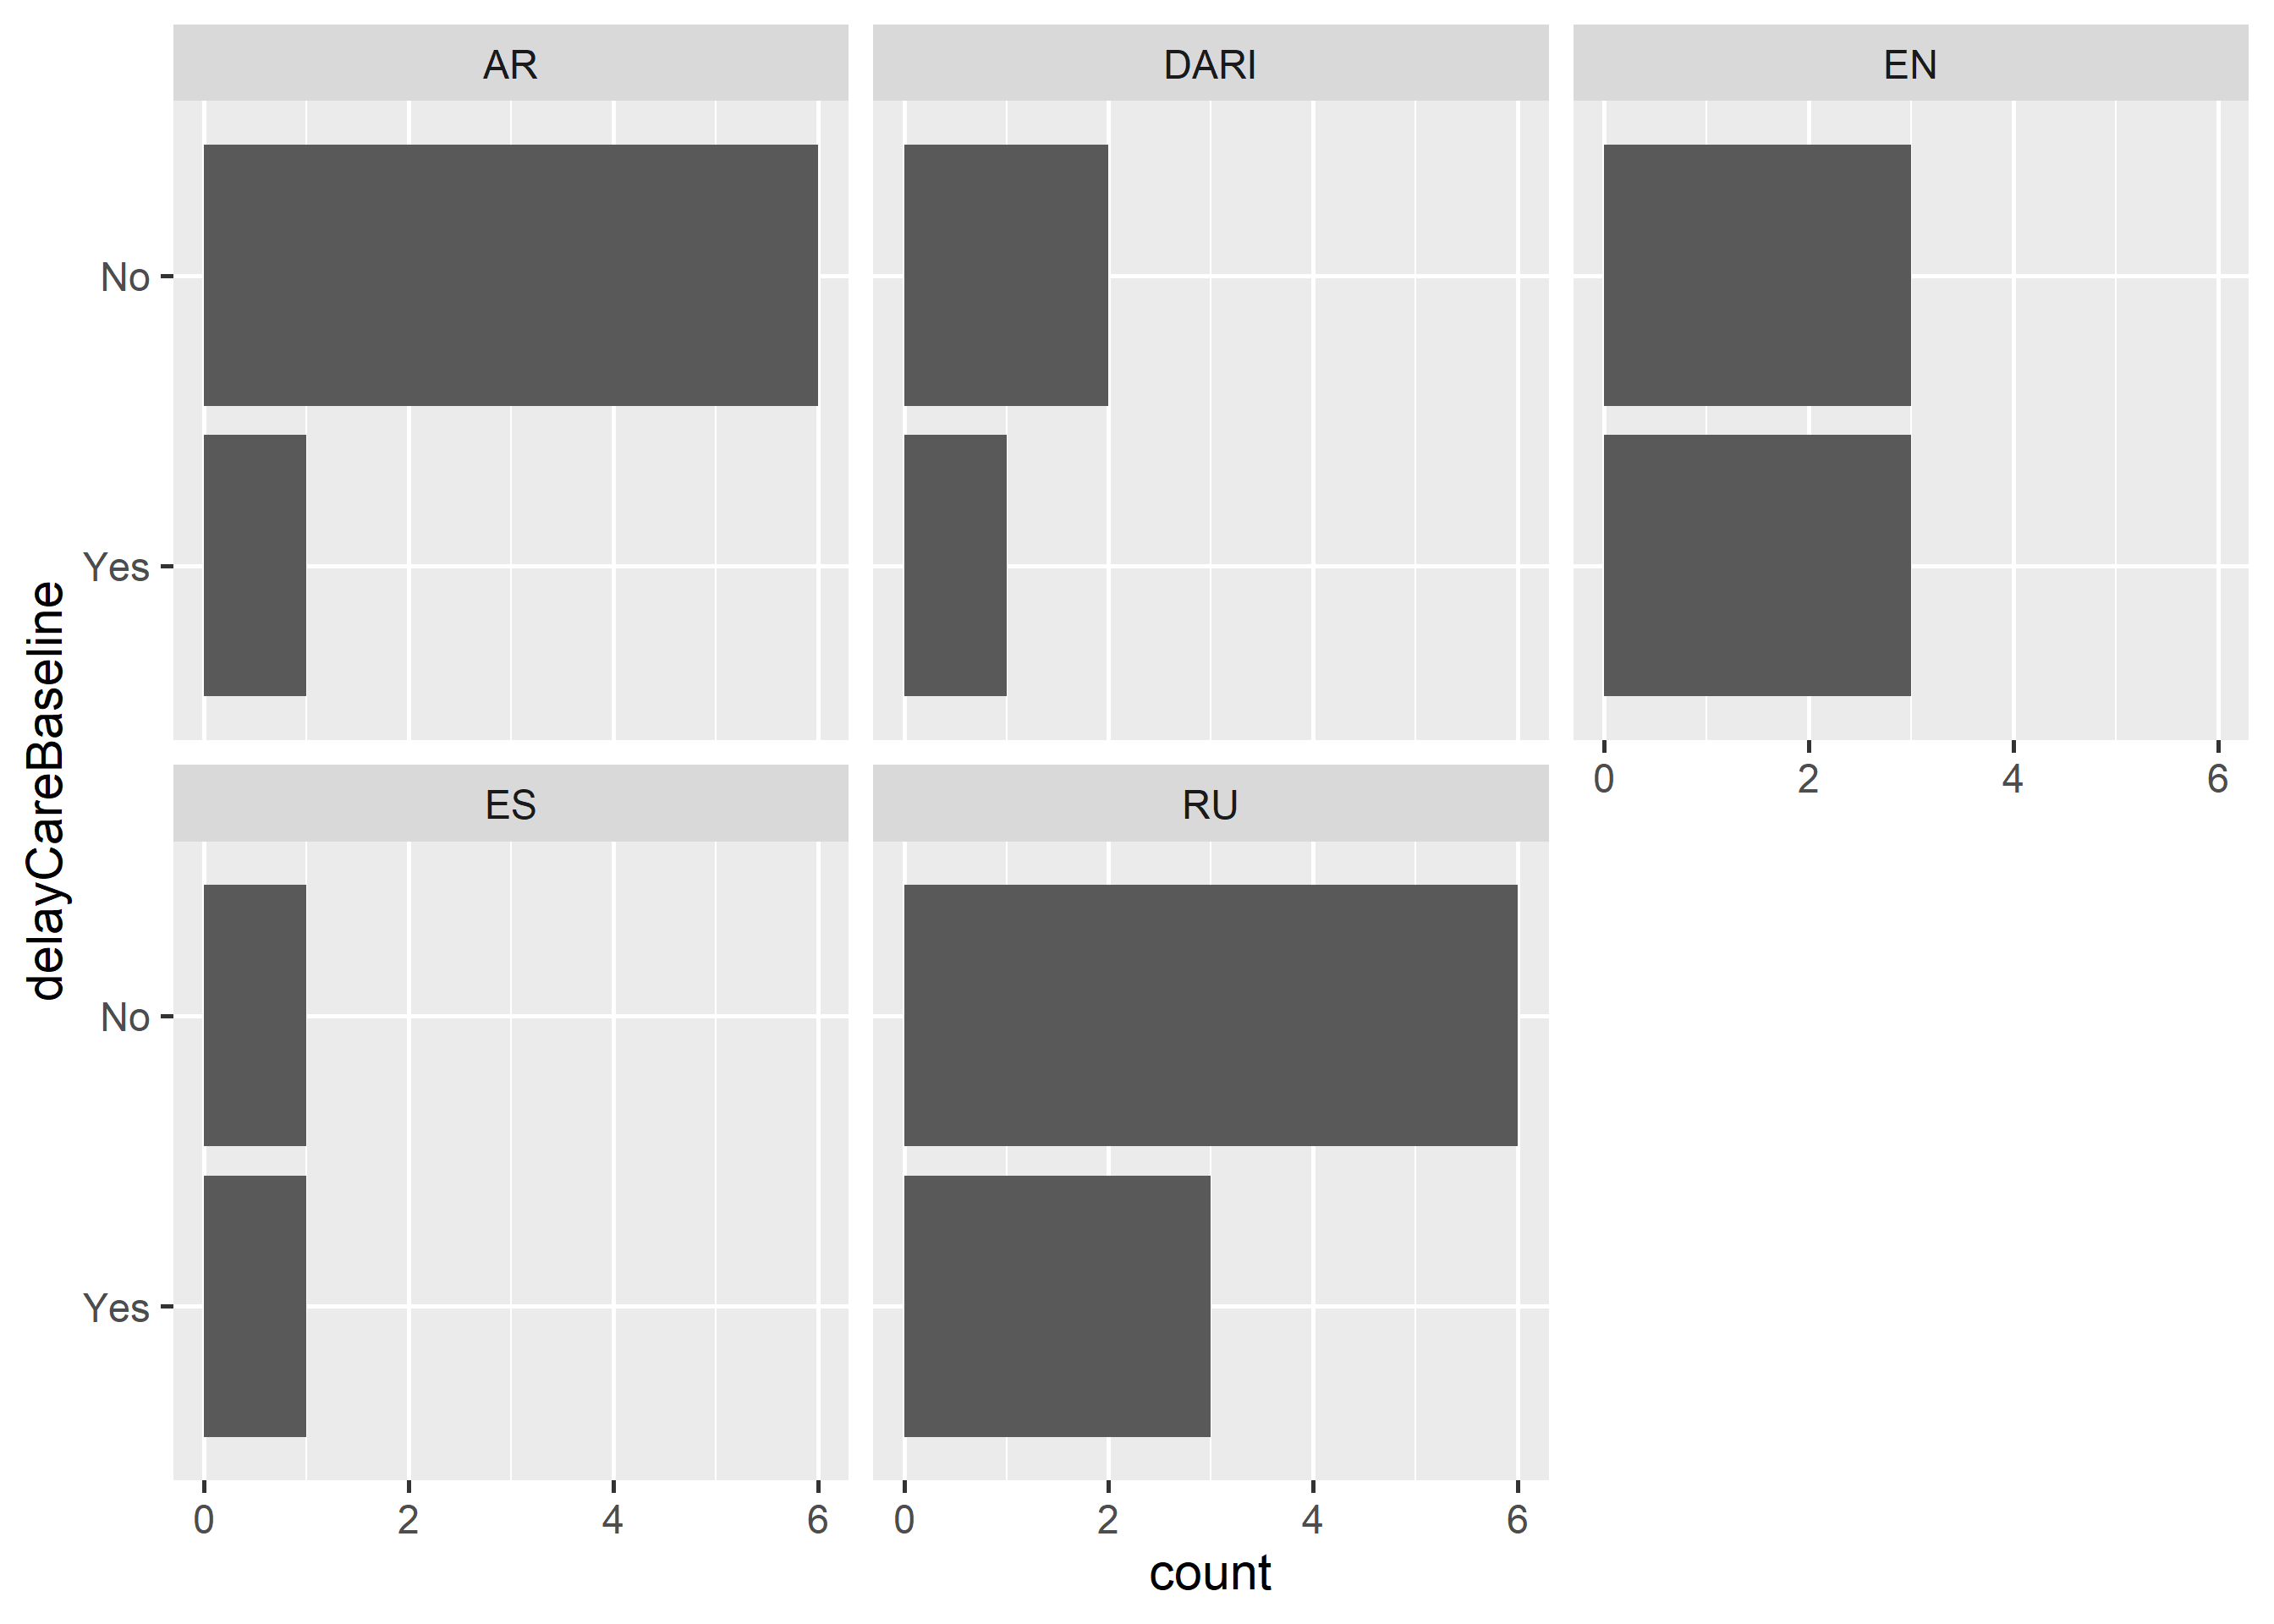 AR
DARI
EN
No
Yes
0 2 4 6
ES
RU
No
Yes
0 2 4 6
0 2 4 6
count
delayCareBaseline